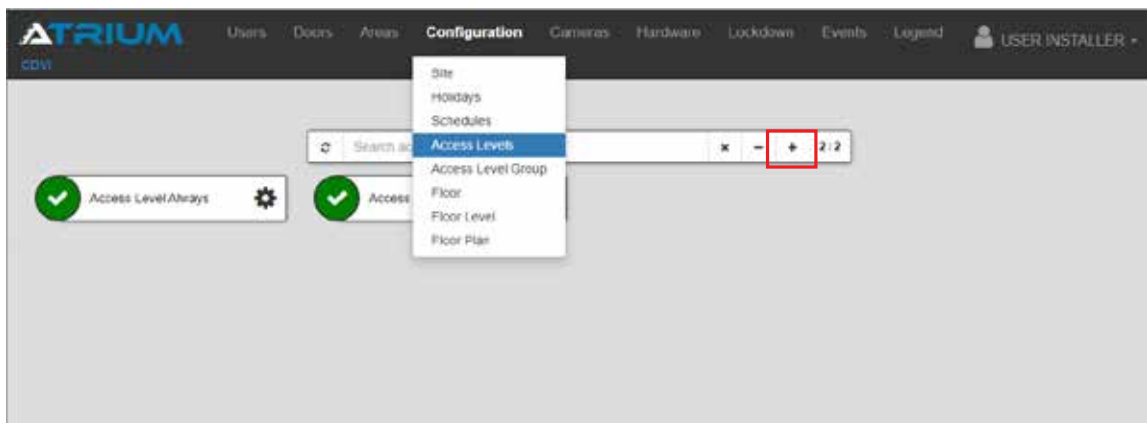 ATRIUM
CDVI
Users Doors Areas Configuration Cameras Hardware Lockdown Events Legend USER INSTALLER
Site
Holidays
Schedules
Access Levels
Access Level Group
Floor
Floor Level
Floor Plan
Search
2 / 2
Access Level Always
Access